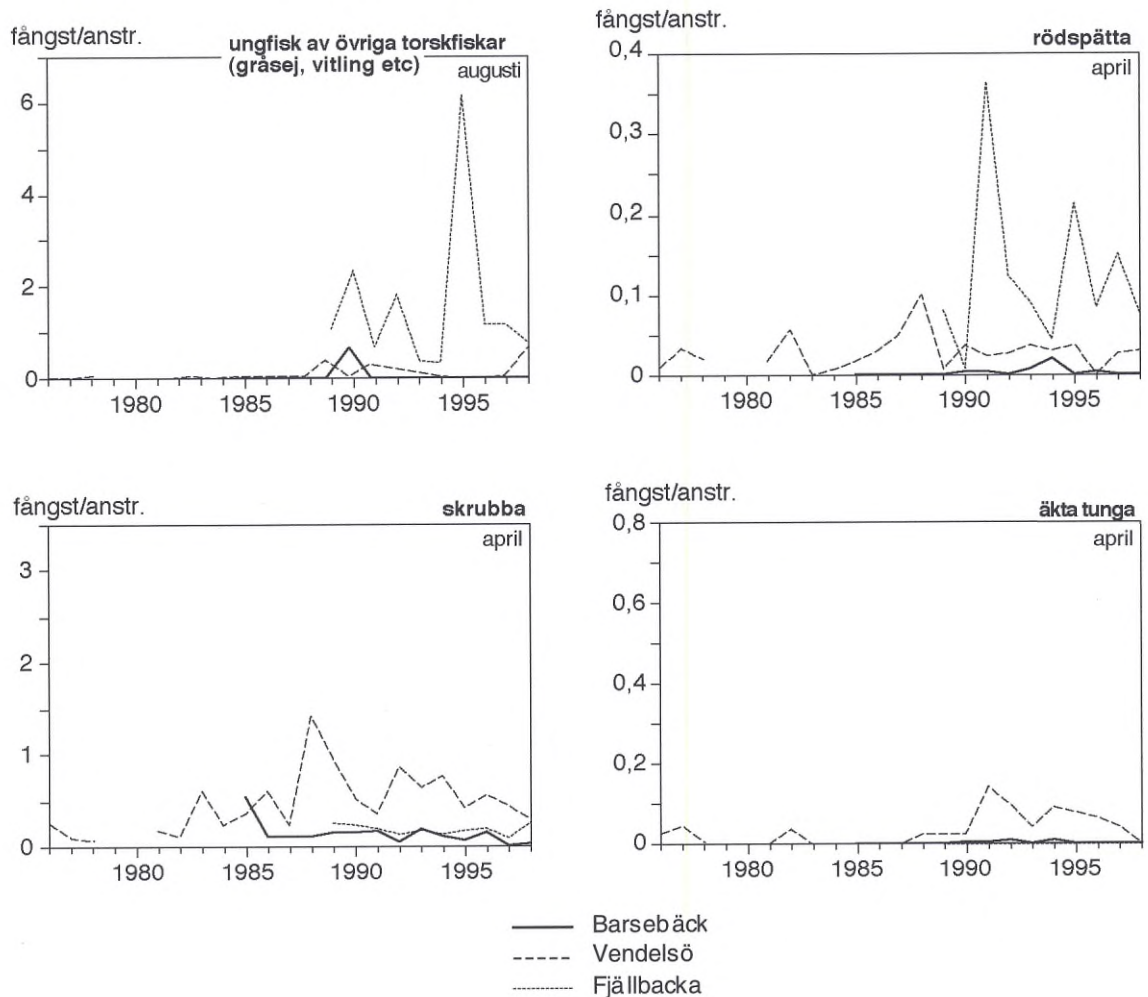 fångst/anstr.
ungfisk av övriga torskfiskar
(gråsej, vitling etc)
augusti
6
4
2
0
1980 1985 1990 1995
fångst/anstr.
rödspätta
april
0,4
0,3
0,2
0,1
0
1980 1985 1990 1995
fångst/anstr.
skrubba
april
3
2
1
0
1980 1985 1990 1995
fångst/anstr.
äkta tunga
april
0,8
0,6
0,4
0,2
0
1980 1985 1990 1995
Barsebäck
Vendelsö
Fjällbacka